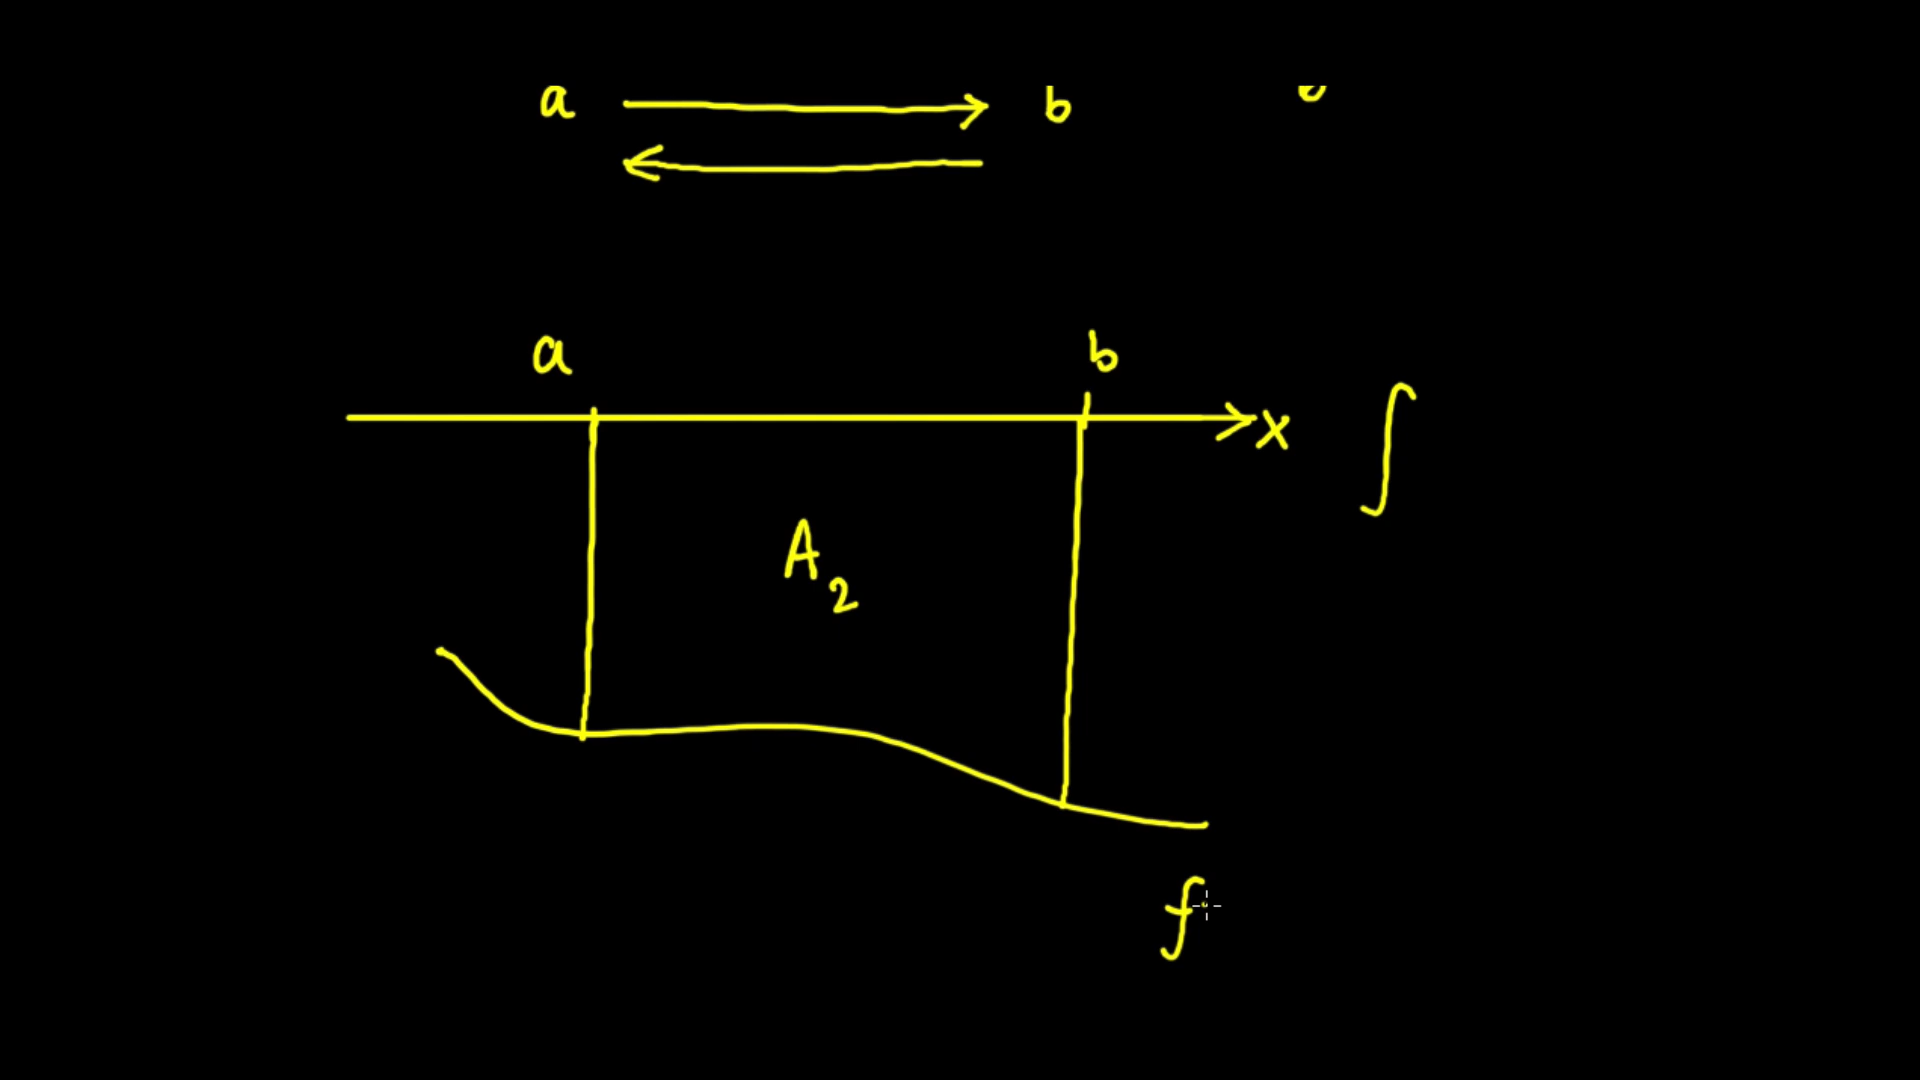 a → b
←
a b
x ∫
A₂
f